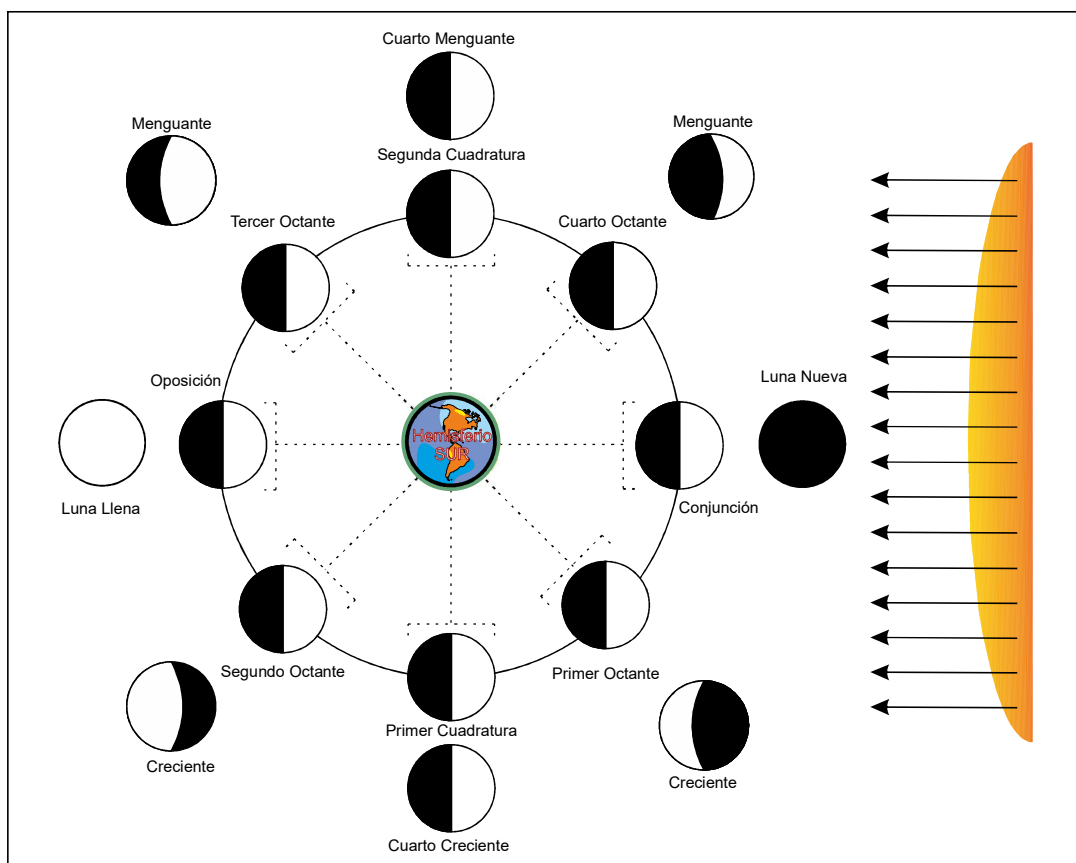 Cuarto Menguante
Menguante
Menguante
Segunda Cuadratura
Tercer Octante
Cuarto Octante
Oposición
Luna Nueva
Hemisferio
SUR
Luna Llena
Conjunción
Segundo Octante
Primer Octante
Primer Cuadratura
Creciente
Creciente
Cuarto Creciente